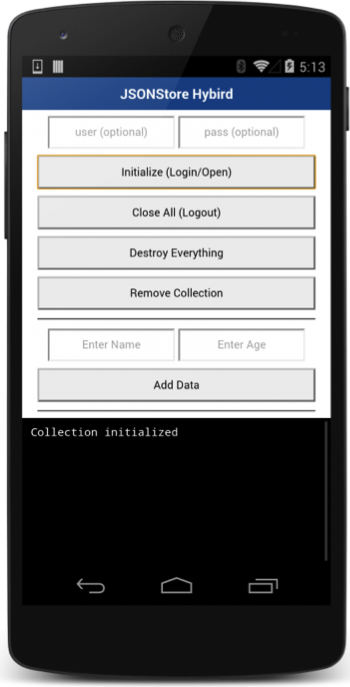 5:13
JSONStore Hybird
user (optional) pass (optional)
Initialize (Login/Open)
Close All (Logout)
Destroy Everything
Remove Collection
Enter Name Enter Age
Add Data
Collection initialized